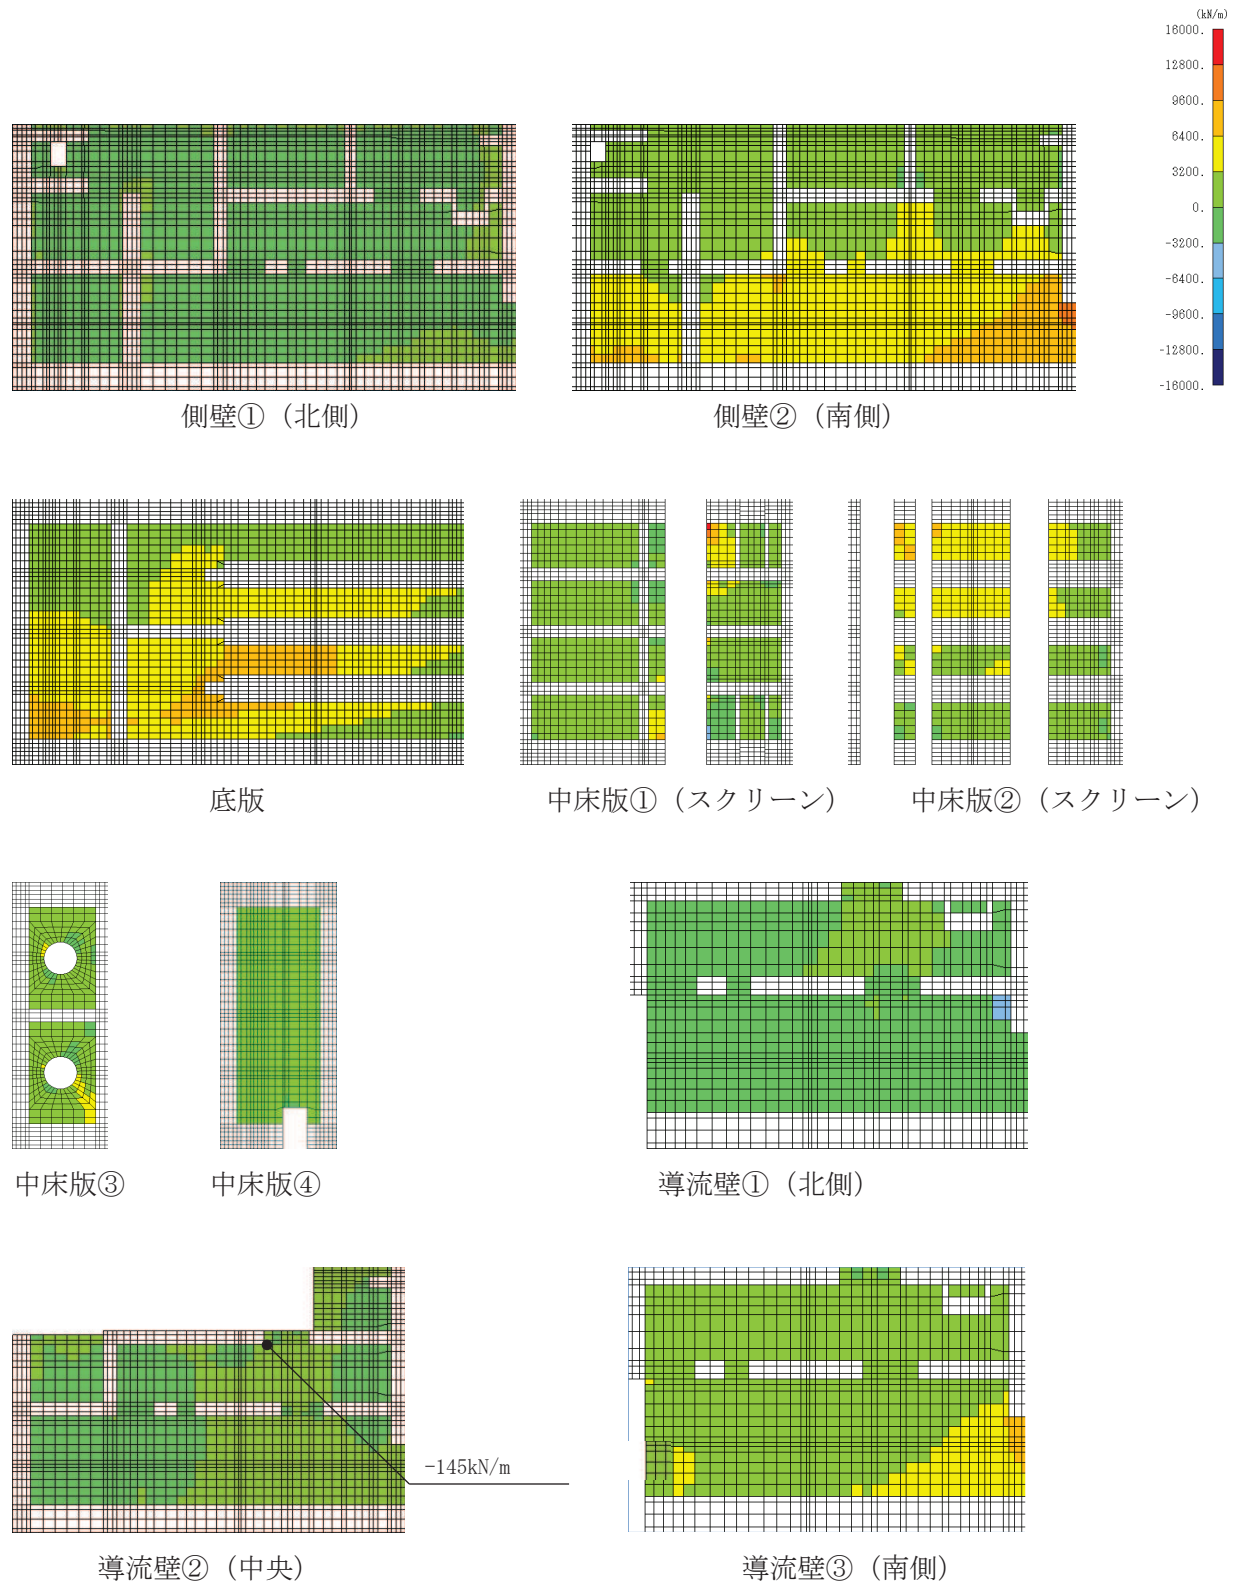 (kN/m)
16000.
12800.
9600.
6400.
3200.
0.
-3200.
-6400.
-9600.
-12800.
-16000.
側壁①（北側）
側壁②（南側）
底版
中床版①（スクリーン）
中床版②（スクリーン）
中床版③
中床版④
導流壁①（北側）
-145kN/m
導流壁②（中央）
導流壁③（南側）